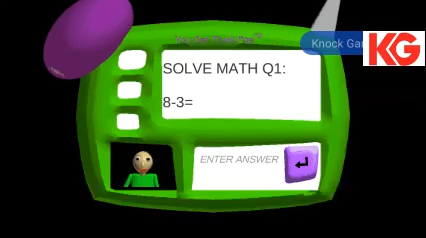 Knock Ga
KG
SOLVE MATH Q1:
8-3=
ENTER ANSWER